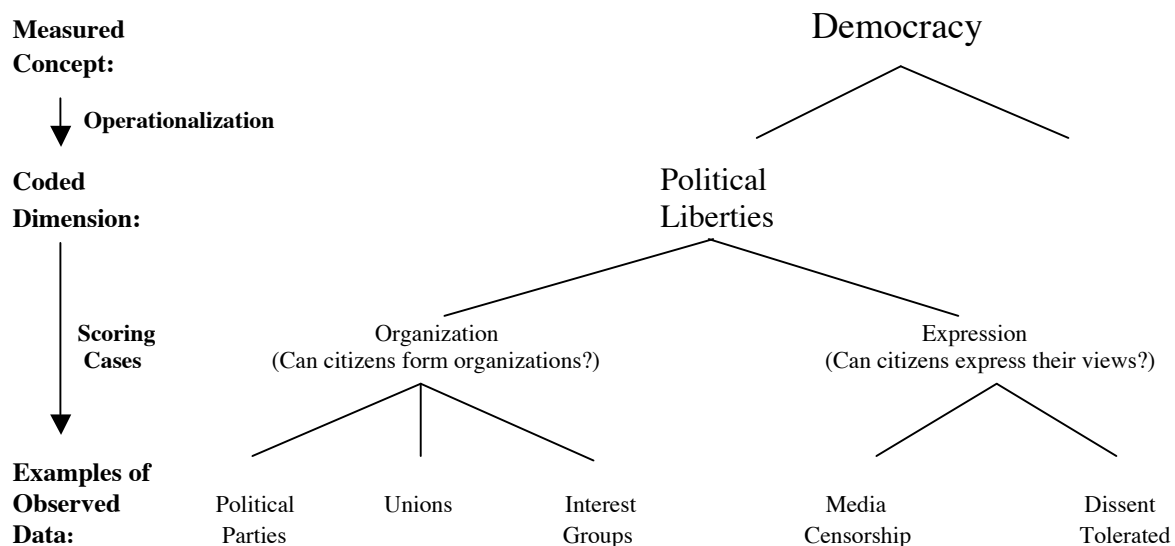 Measured
Concept:
Democracy
Operationalization
Coded
Dimension:
Political
Liberties
Scoring
Cases
Organization
(Can citizens form organizations?)
Expression
(Can citizens express their views?)
Examples of
Observed
Data:
Political
Parties
Unions
Interest
Groups
Media
Censorship
Dissent
Tolerated